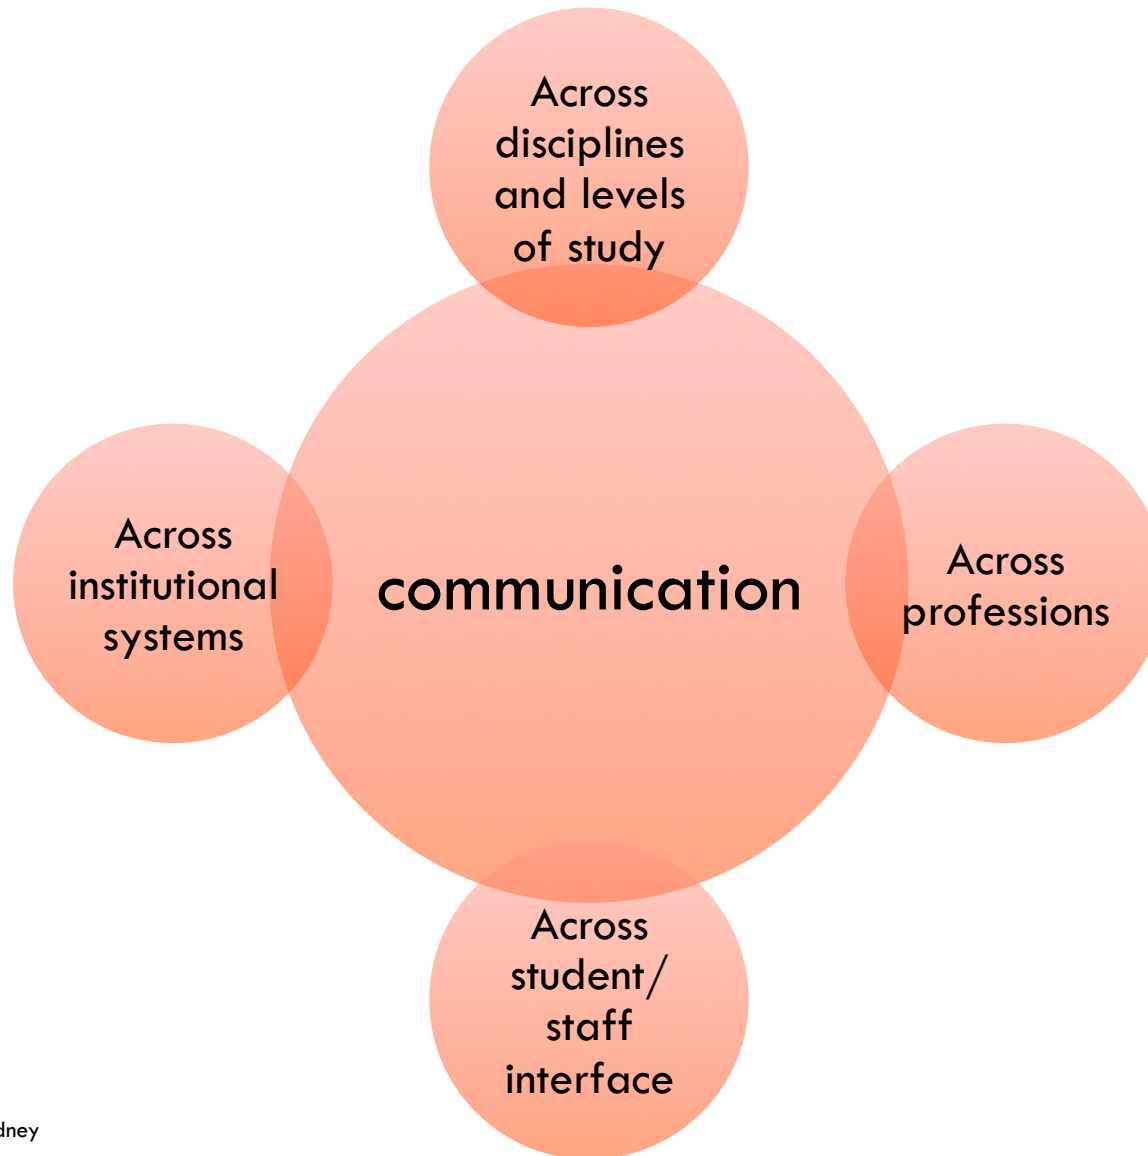 Across
disciplines
and levels
of study
Across
institutional
systems
communication
Across
professions
Across
student/
staff
interface